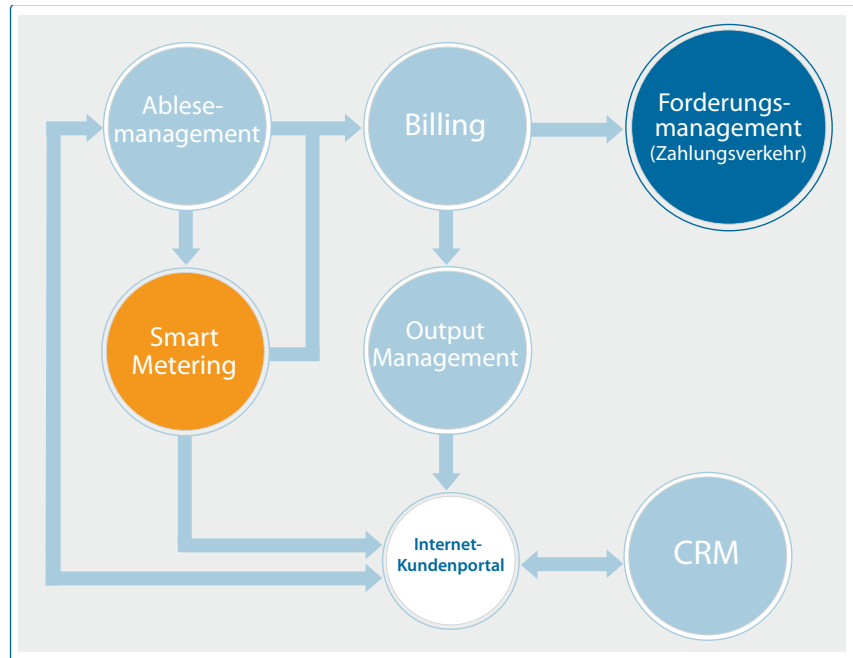 Ablese-
management
Billing
Forderungs-
management
(Zahlungsverkehr)
Smart
Metering
Output
Management
Internet-
Kundenportal
CRM